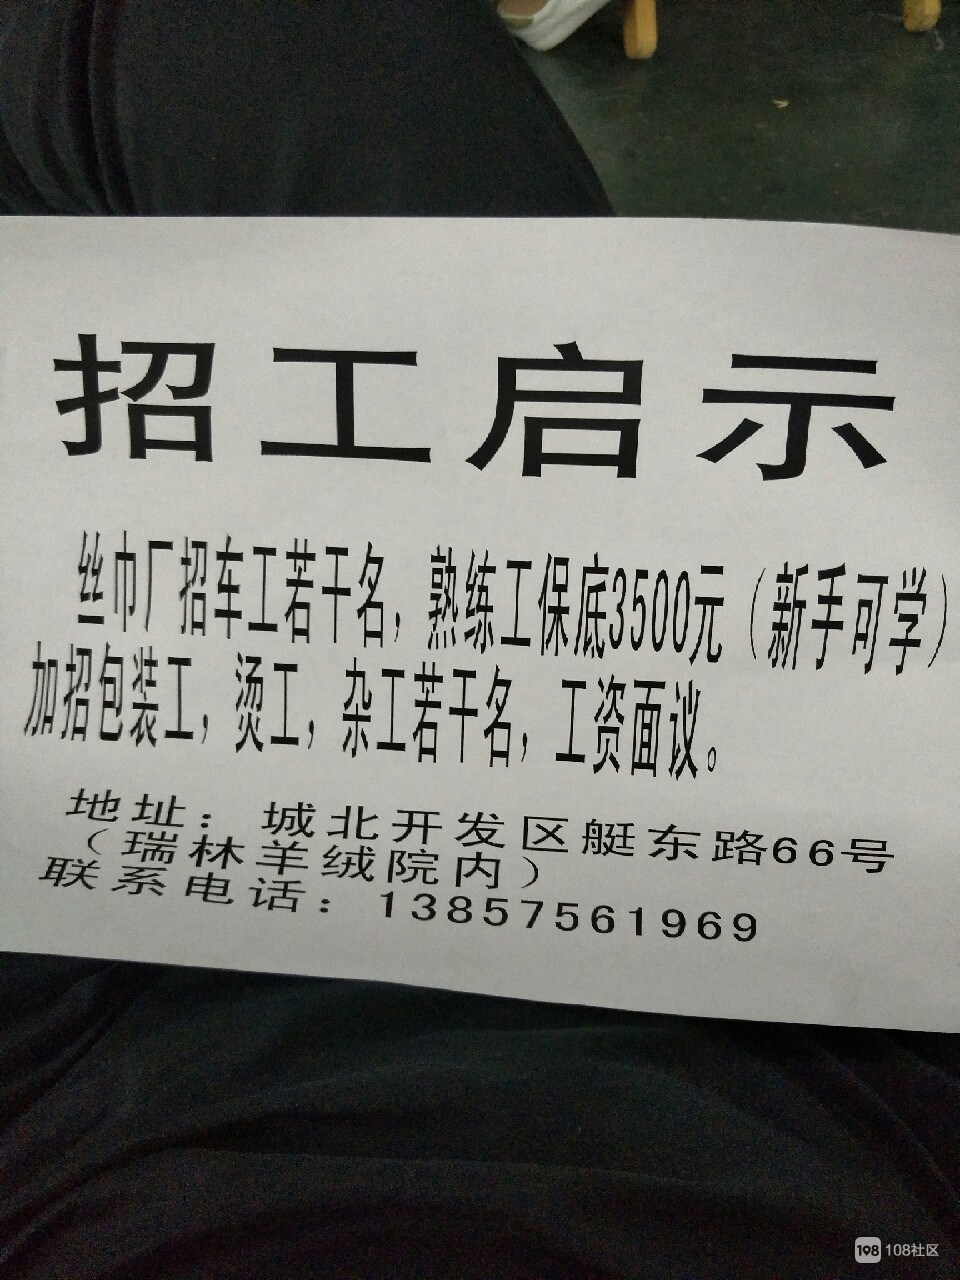 招工启示
丝巾厂招车工若干名，熟练工保底3500元（新手可学）
加招包装工，烫工，杂工若干名，工资面议。
地址：城北开发区艇东路66号
（瑞林羊绒院内）
联系电话：13857561969
108 108社区